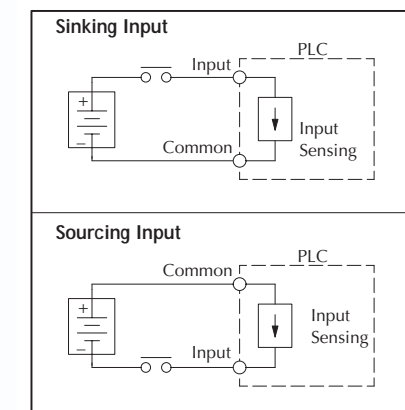 Sinking Input
PLC
Input
+
Input
Sensing
Common
–
Sourcing Input
PLC
Common
+
Input
Sensing
Input
–